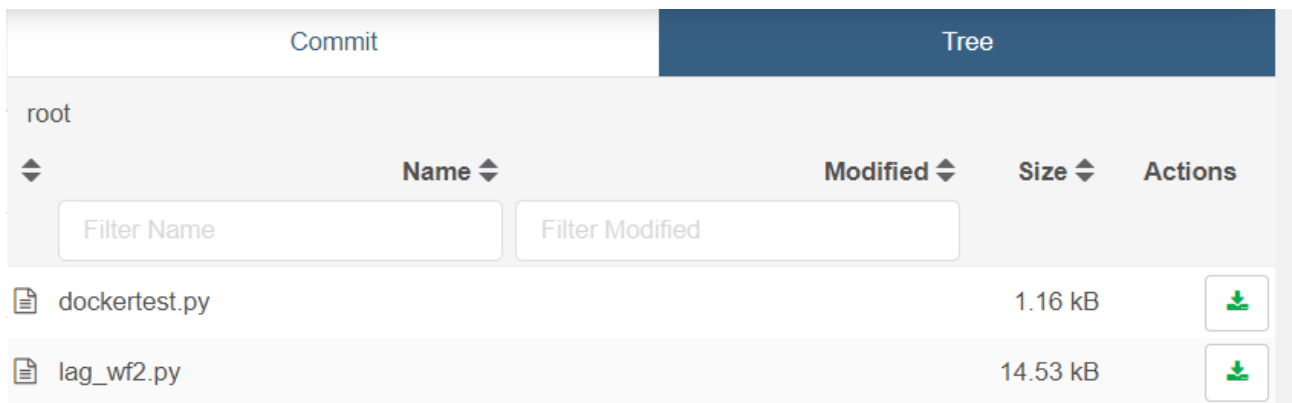 Commit Tree
root
Name Modified Size Actions
Filter Name Filter Modified
dockertest.py 1.16 kB
lag_wf2.py 14.53 kB